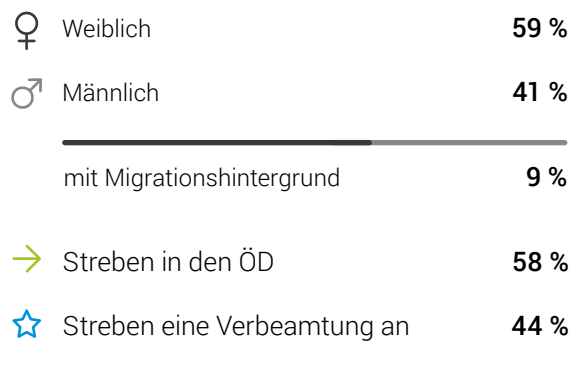 Weiblich 59 %
Männlich 41 %
mit Migrationshintergrund 9 %
Streben in den ÖD 58 %
Streben eine Verbeamtung an 44 %